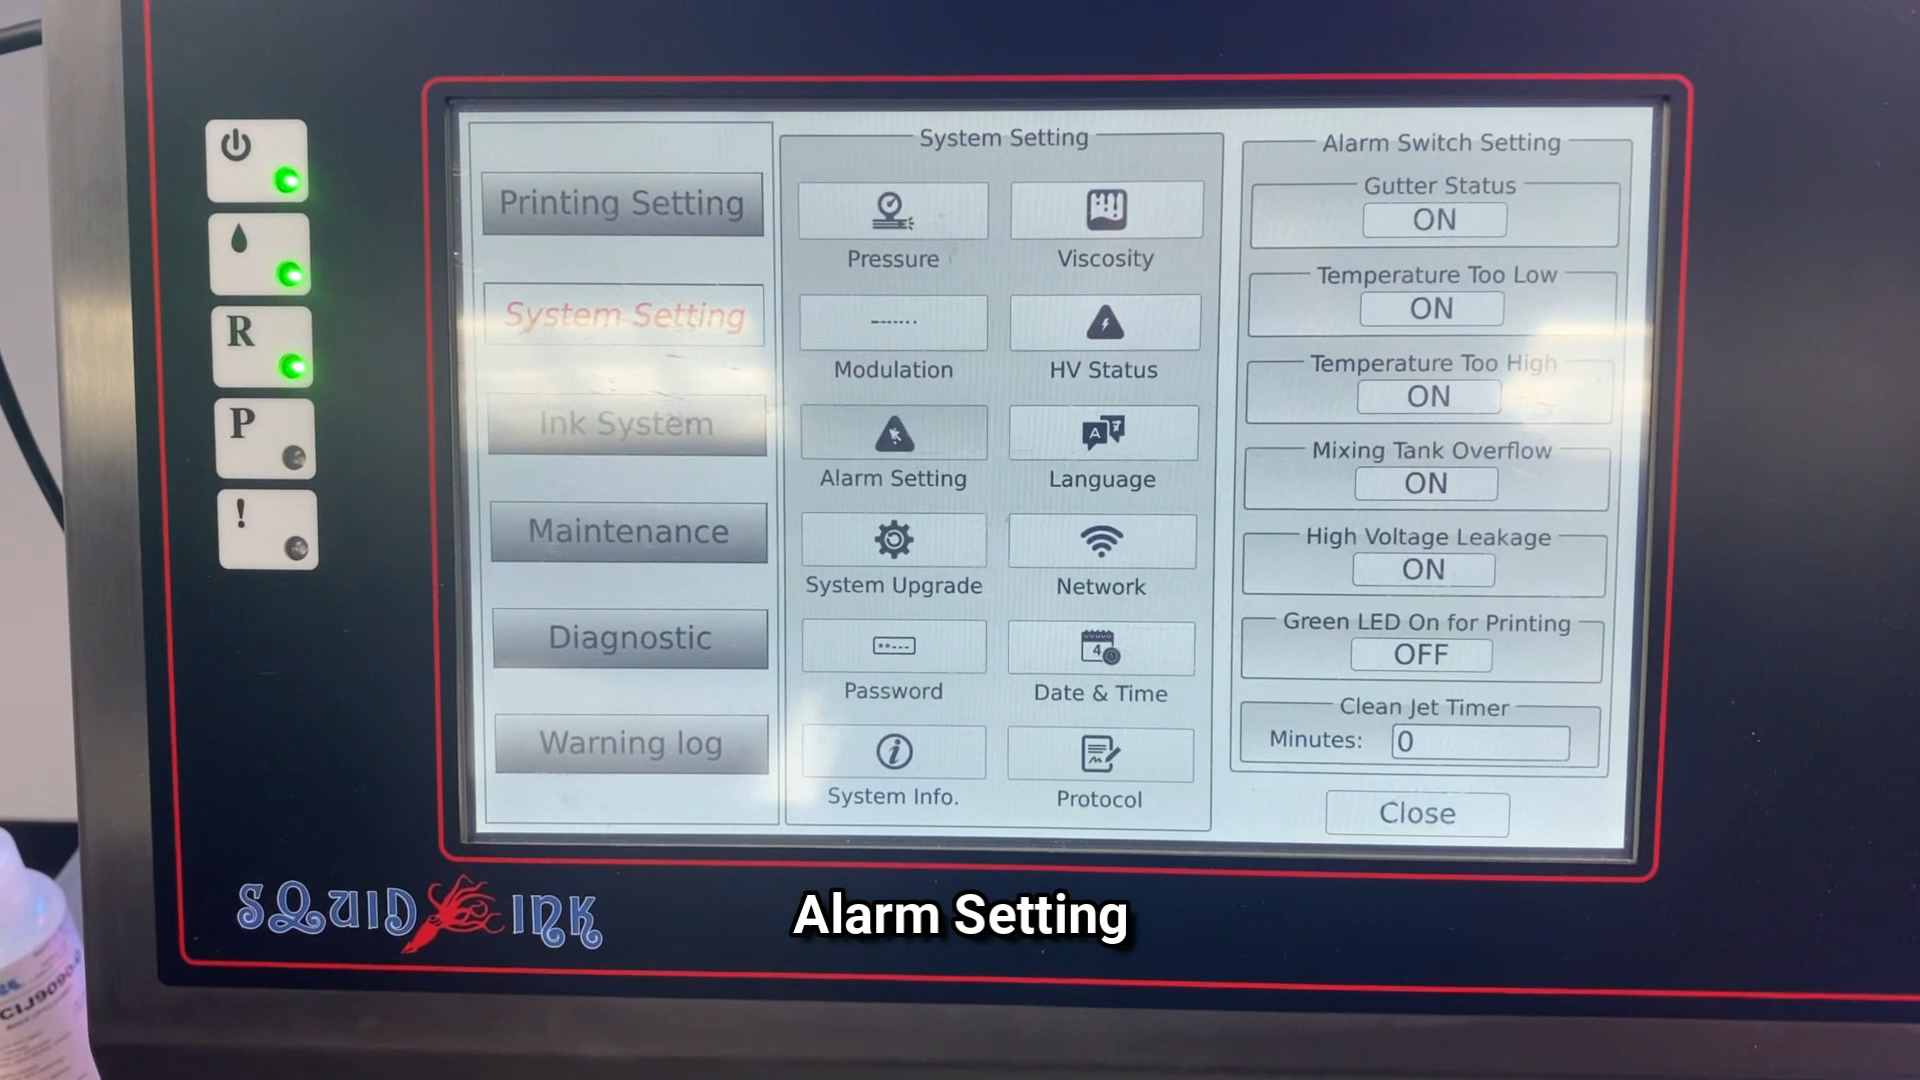 R
P
!
Printing Setting
System Setting
Ink System
Maintenance
Diagnostic
Warning log
System Setting
Pressure
Viscosity
Modulation
HV Status
Alarm Setting
Language
System Upgrade
Network
Password
Date & Time
System Info.
Protocol
Alarm Switch Setting
Gutter Status
ON
Temperature Too Low
ON
Temperature Too High
ON
Mixing Tank Overflow
ON
High Voltage Leakage
ON
Green LED On for Printing
OFF
Clean Jet Timer
Minutes: 0
Close
SQUID INK
Alarm Setting